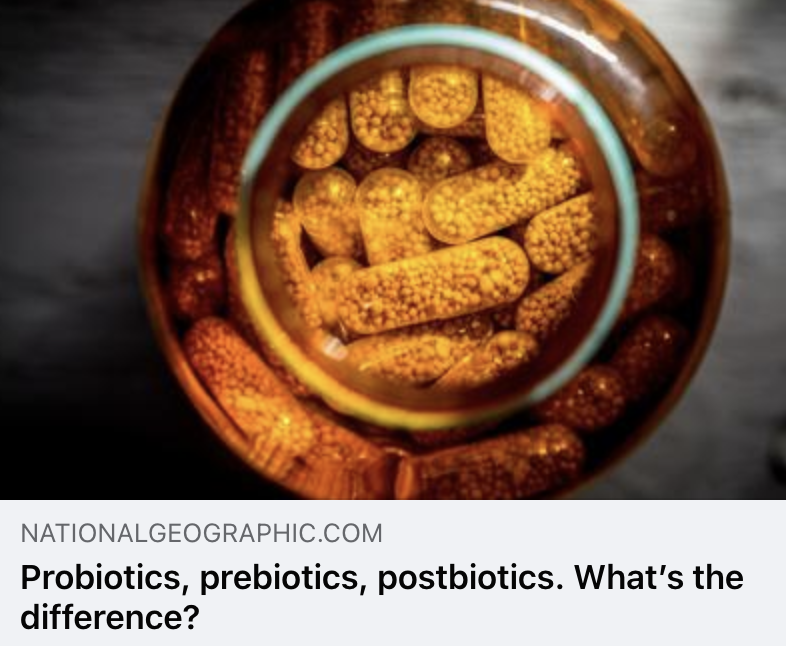 NATIONALGEOGRAPHIC.COM
Probiotics, prebiotics, postbiotics. What’s the
difference?